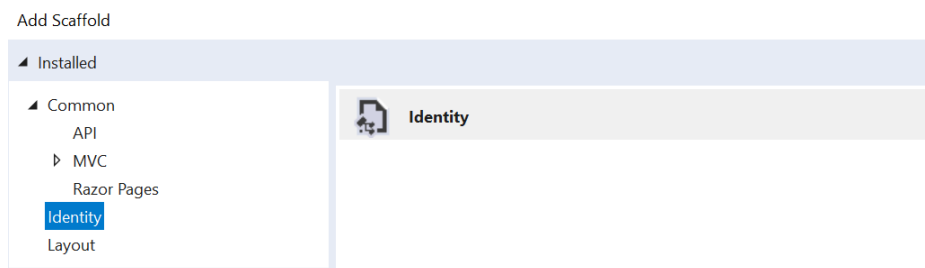 Add Scaffold
Installed
Common
API
MVC
Razor Pages
Identity
Layout
Identity